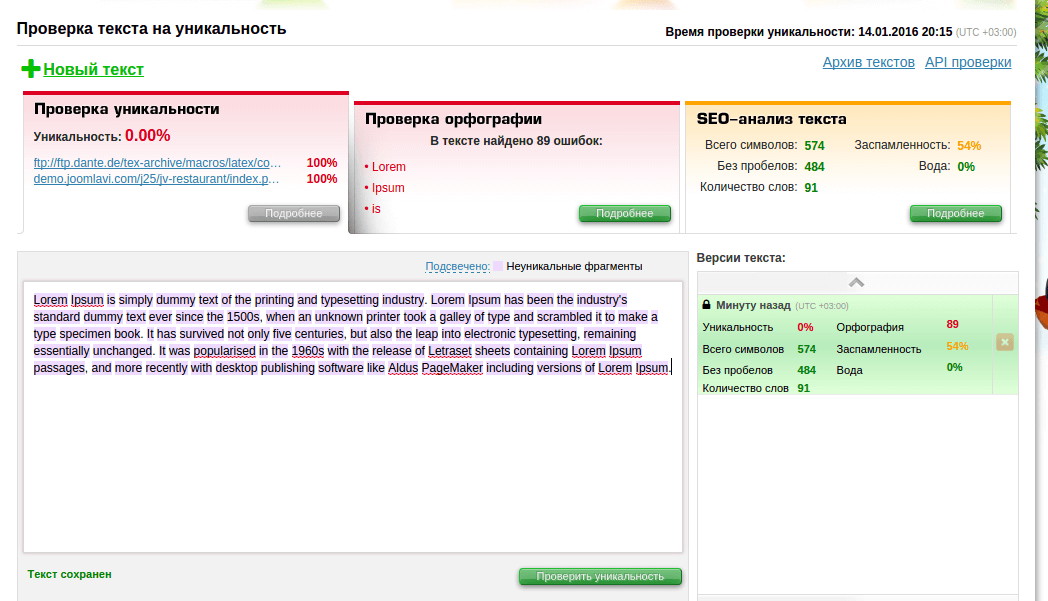 Проверка текста на уникальность
Время проверки уникальности: 14.01.2016 20:15 (UTC +03:00)
Новый текст
Архив текстов API проверки
Проверка уникальности
Уникальность: 0.00%
ftp://ftp.dante.de/tex-archive/macros/latex/co… 100%
demo.joomlavi.com/j25/jv-restaurant/index.p… 100%
Подробнее
Проверка орфографии
В тексте найдено 89 ошибок:
• Lorem
• Ipsum
• is
Подробнее
SEO-анализ текста
Всего символов: 574 Заспамленность: 54%
Без пробелов: 484 Вода: 0%
Количество слов: 91
Подробнее
Подсвечено: Неуникальные фрагменты
Lorem Ipsum is simply dummy text of the printing and typesetting industry. Lorem Ipsum has been the industry's
standard dummy text ever since the 1500s, when an unknown printer took a galley of type and scrambled it to make a
type specimen book. It has survived not only five centuries, but also the leap into electronic typesetting, remaining
essentially unchanged. It was popularised in the 1960s with the release of Letraset sheets containing Lorem Ipsum
passages, and more recently with desktop publishing software like Aldus PageMaker including versions of Lorem Ipsum.
Текст сохранен
Проверить уникальность
Версии текста:
Минуту назад (UTC +03:00)
Уникальность 0% Орфография 89
Всего символов 574 Заспамленность 54%
Без пробелов 484 Вода 0%
Количество слов 91